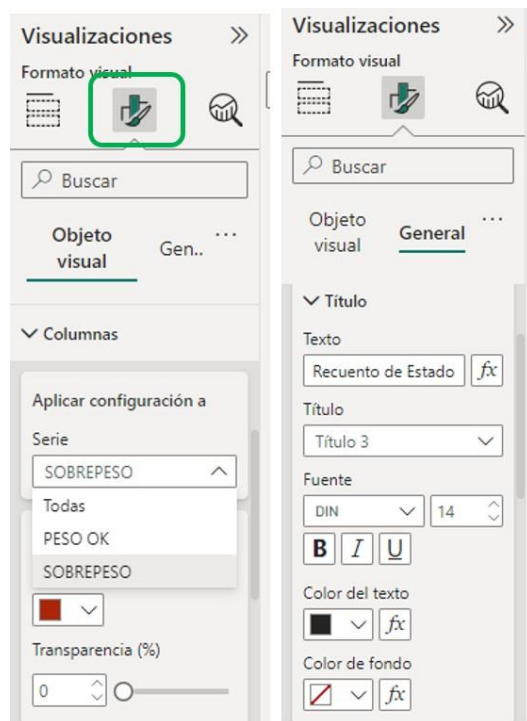 Visualizaciones
Formato visual
Buscar
Objeto
visual
Gen..
Columnas
Aplicar configuración a
Serie
SOBREPESO
Todas
PESO OK
SOBREPESO
Transparencia (%)
0
Visualizaciones
Formato visual
Buscar
Objeto
visual
General
Título
Texto
Recuento de Estado fx
Título
Título 3
Fuente
DIN 14
B I U
Color del texto
fx
Color de fondo
fx